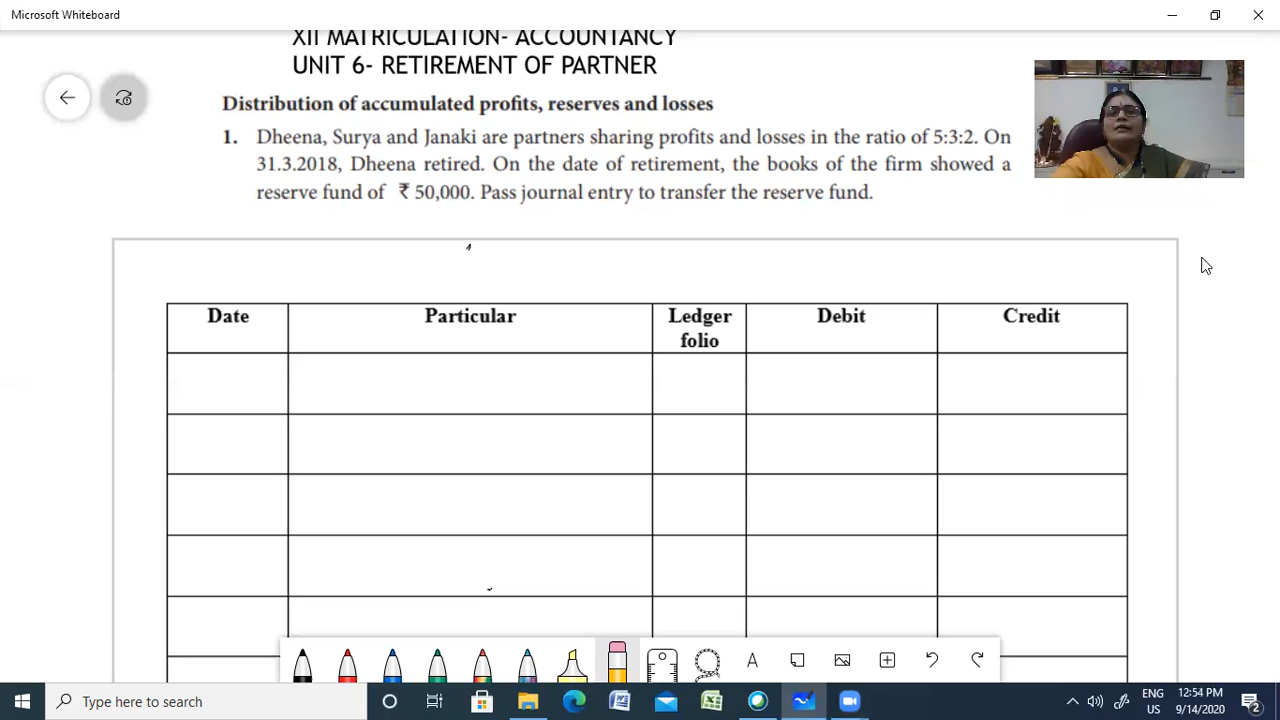 Microsoft Whiteboard
XII MATRICULATION- ACCOUNTANCY
UNIT 6- RETIREMENT OF PARTNER
Distribution of accumulated profits, reserves and losses
1. Dheena, Surya and Janaki are partners sharing profits and losses in the ratio of 5:3:2. On
31.3.2018, Dheena retired. On the date of retirement, the books of the firm showed a
reserve fund of ₹ 50,000. Pass journal entry to transfer the reserve fund.
Date Particular Ledger folio Debit Credit
A
Type here to search
ENG
US
12:54 PM
9/14/2020
2